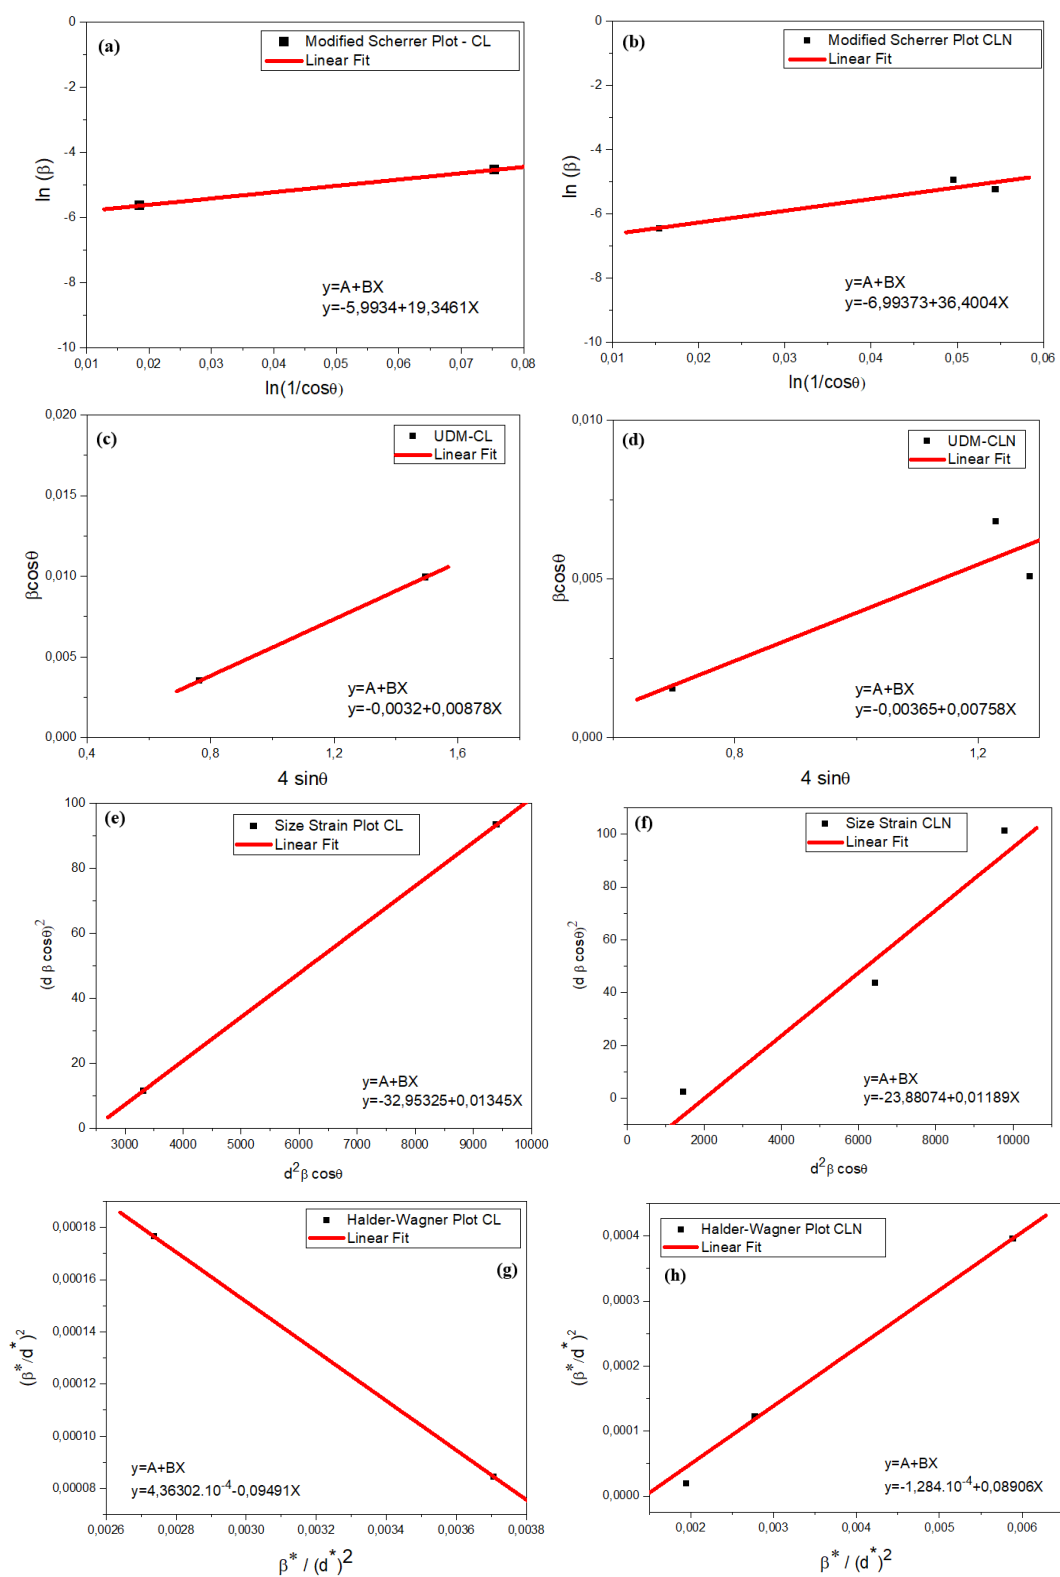 (a)
Modified Scherrer Plot - CL
Linear Fit
0
-2
-4
-6
-8
-10
ln (β)
y=A+BX
y=-5,9934+19,3461X
0,01 0,02 0,03 0,04 0,05 0,06 0,07 0,08
ln(1/cosθ)
(b)
Modified Scherrer Plot CLN
Linear Fit
0
-2
-4
-6
-8
-10
ln (β)
y=A+BX
y=-6,99373+36,4004X
0,01 0,02 0,03 0,04 0,05 0,06
ln(1/cosθ)
(c)
UDM-CL
Linear Fit
0,020
0,015
0,010
0,005
0,000
βcosθ
y=A+BX
y=-0,0032+0,00878X
0,4 0,8 1,2 1,6
4 sinθ
(d)
UDM-CLN
Linear Fit
0,010
0,005
0,000
βcosθ
y=A+BX
y=-0,00365+0,00758X
0,8 1,2
4 sinθ
(e)
Size Strain Plot CL
Linear Fit
100
80
60
40
20
0
(d β cosθ)²
y=A+BX
y=-32,95325+0,01345X
3000 4000 5000 6000 7000 8000 9000 10000
d²β cosθ
(f)
Size Strain CLN
Linear Fit
100
80
60
40
20
0
(d β cosθ)²
y=A+BX
y=-23,88074+0,01189X
0 2000 4000 6000 8000 10000
d²β cosθ
Halder-Wagner Plot CL
Linear Fit
(g)
0,00018
0,00016
0,00014
0,00012
0,00010
0,00008
(β*/d*)²
y=A+BX
y=4,36302.10⁻⁴-0,09491X
0,0026 0,0028 0,0030 0,0032 0,0034 0,0036 0,0038
β* / (d*)²
Halder-Wagner Plot CLN
Linear Fit
(h)
0,0004
0,0003
0,0002
0,0001
0,0000
(β*/d*)²
y=A+BX
y=-1,284.10⁻⁴+0,08906X
0,002 0,003 0,004 0,005 0,006
β* / (d*)²